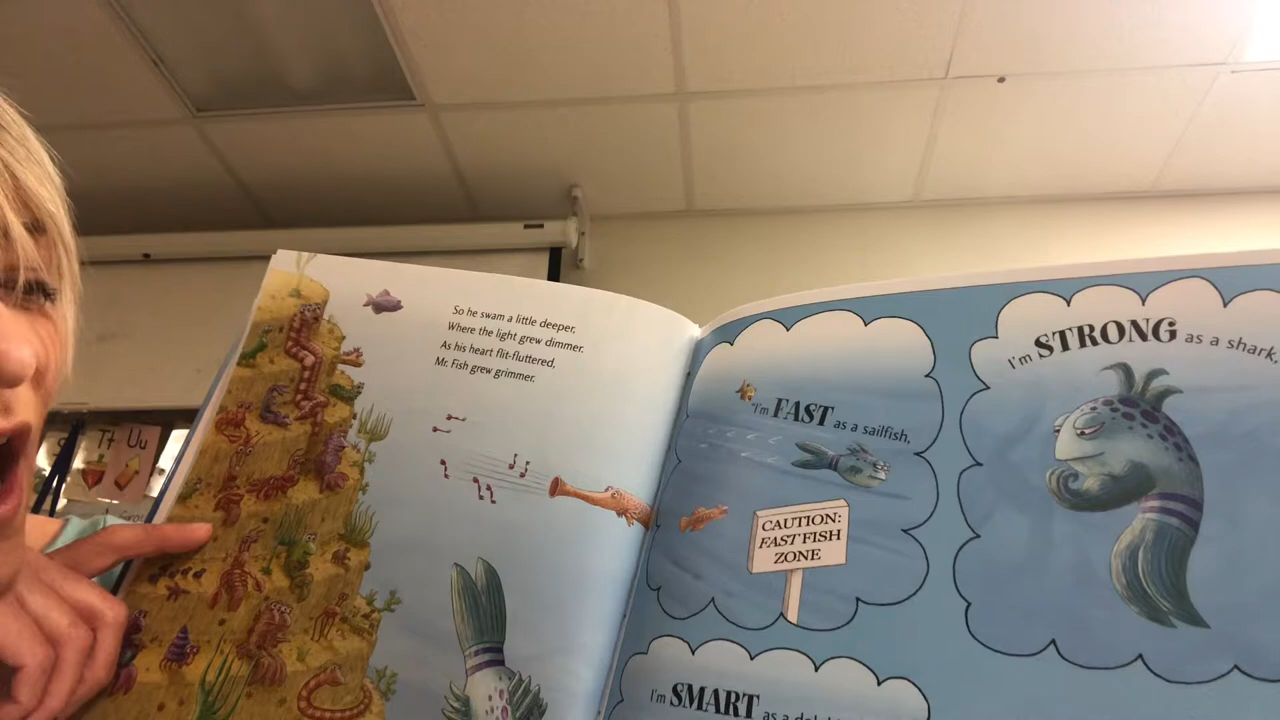 So he swam a little deeper,
Where the light grew dimmer.
As his heart flit-fluttered,
Mr. Fish grew grimmer.
"I'm FAST as a sailfish,
CAUTION:
FAST FISH
ZONE
I'm STRONG as a shark,
I'm SMART as a
Tt Uu